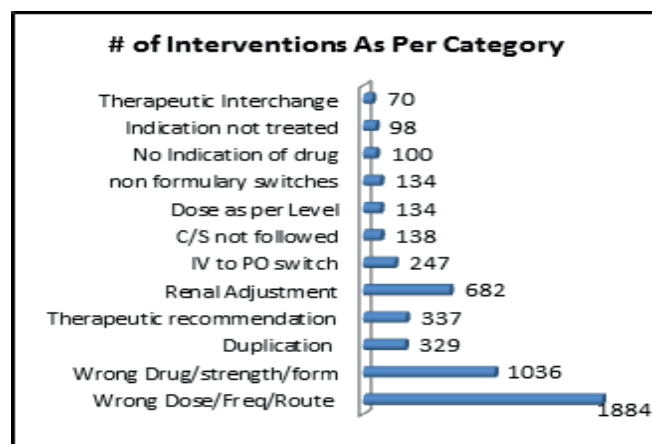 # of Interventions As Per Category
Therapeutic Interchange 70
Indication not treated 98
No Indication of drug 100
non formulary switches 134
Dose as per Level 134
C/S not followed 138
IV to PO switch 247
Renal Adjustment 682
Therapeutic recommendation 337
Duplication 329
Wrong Drug/strength/form 1036
Wrong Dose/Freq/Route 1884